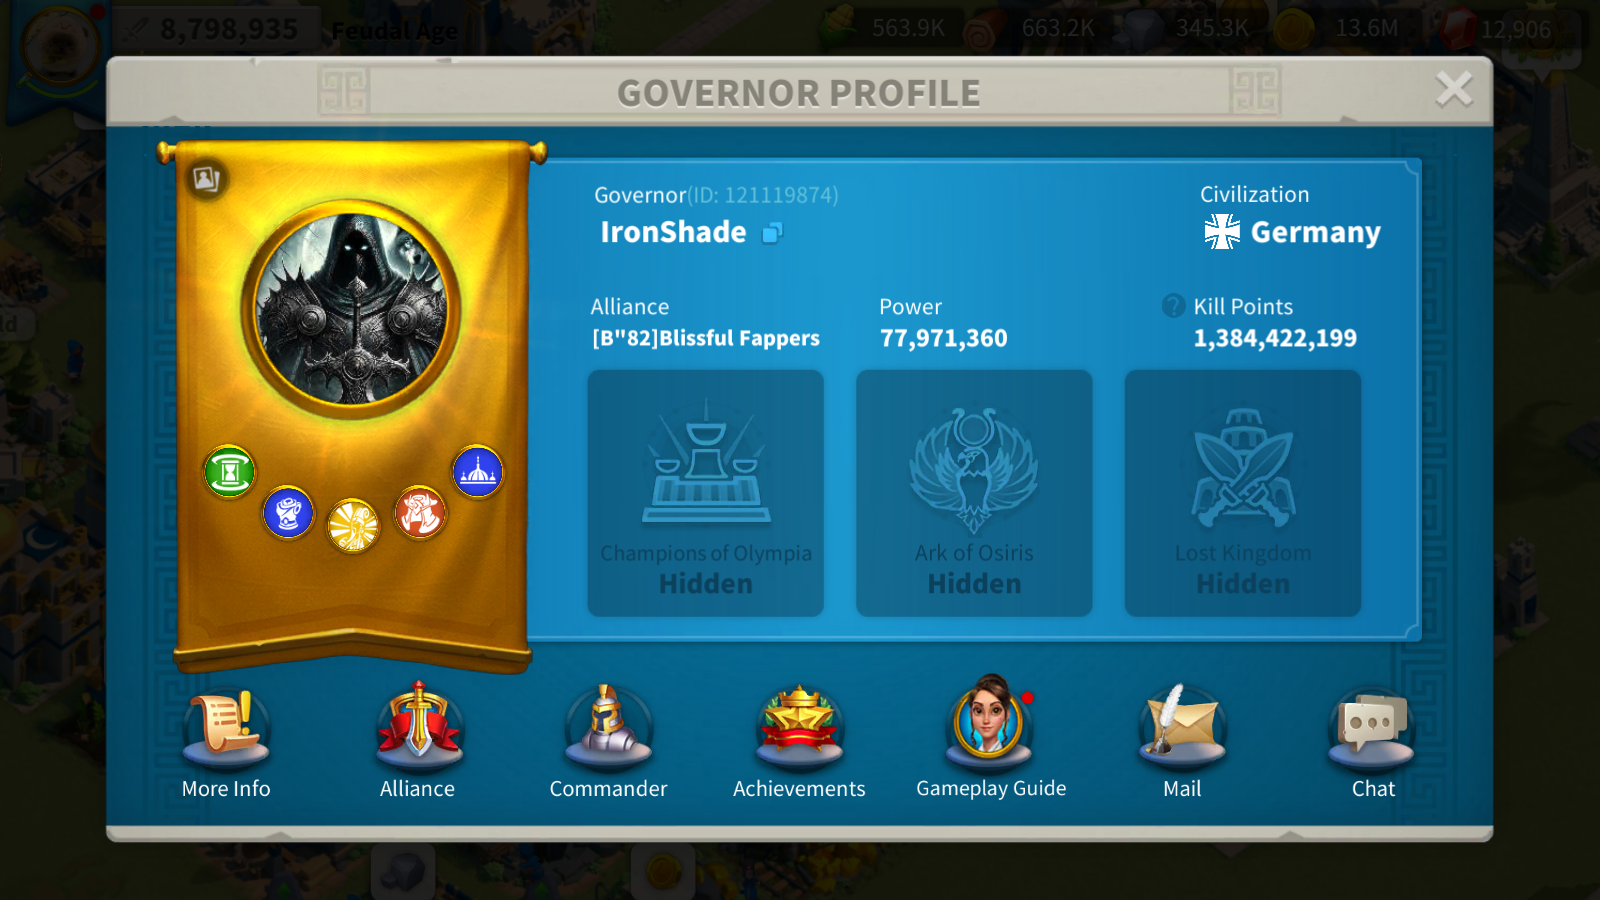 8,798,935
Feudal Age
563.9K
663.2K
345.3K
13.6M
12,906
GOVERNOR PROFILE
Governor(ID: 121119874)
IronShade
Civilization
Germany
Alliance
[B"82]Blissful Fappers
Power
77,971,360
? Kill Points
1,384,422,199
Champions of Olympia
Hidden
Ark of Osiris
Hidden
Lost Kingdom
Hidden
More Info
Alliance
Commander
Achievements
Gameplay Guide
Mail
Chat